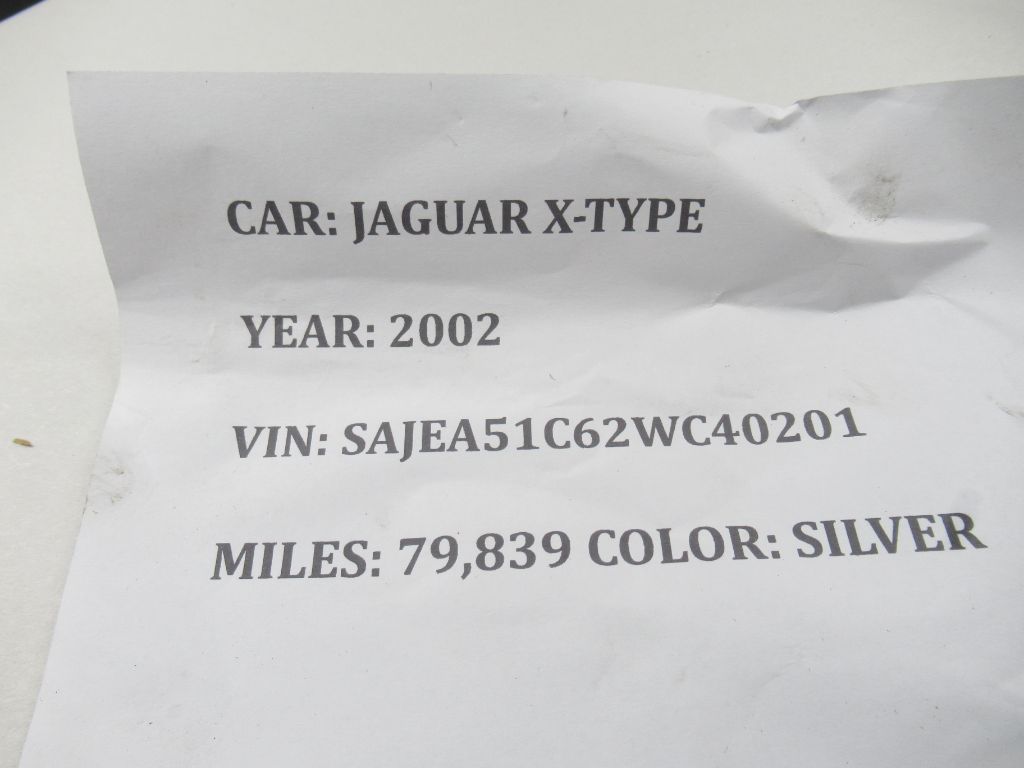 CAR: JAGUAR X-TYPE
YEAR: 2002
VIN: SAJEA51C62WC40201
MILES: 79,839 COLOR: SILVER